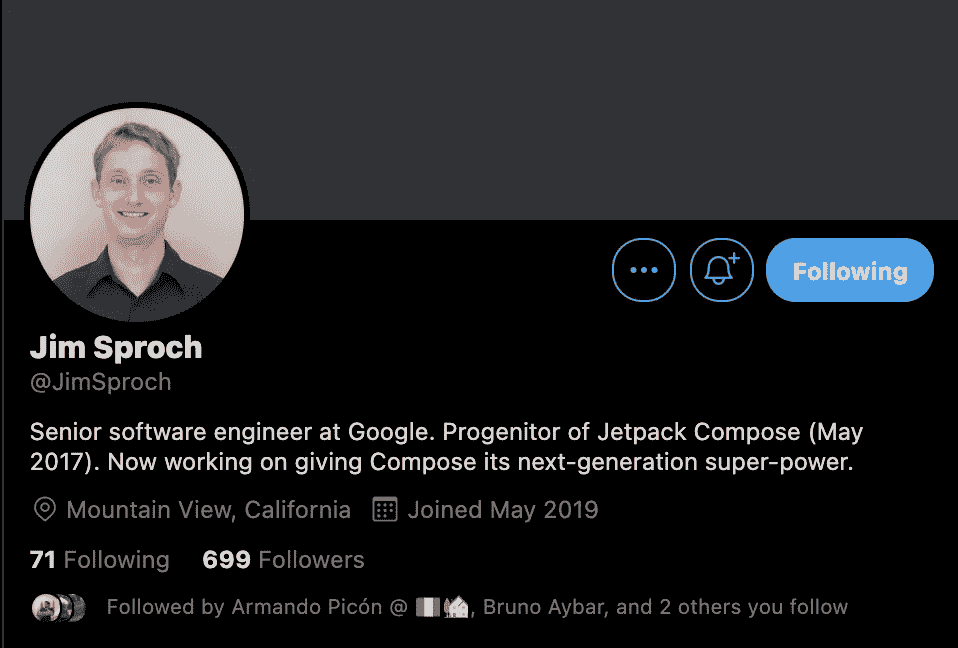 Following
Jim Sproch
@JimSproch
Senior software engineer at Google. Progenitor of Jetpack Compose (May
2017). Now working on giving Compose its next-generation super-power.
Mountain View, California Joined May 2019
71 Following 699 Followers
Followed by Armando Picón @ 🇵🇪🏡, Bruno Aybar, and 2 others you follow